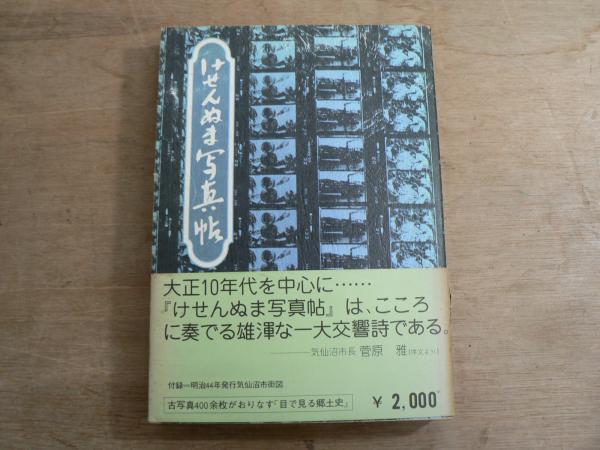 けせんぬま写真帖
大正10年代を中心に……
『けせんぬま写真帖』は、こころ
に奏でる雄渾な一大交響詩である。
──気仙沼市長 菅原 雅(序文より)
付録―明治44年発行気仙沼市街図
古写真400余枚がおりなす「目で見る郷土史」
¥ 2,000